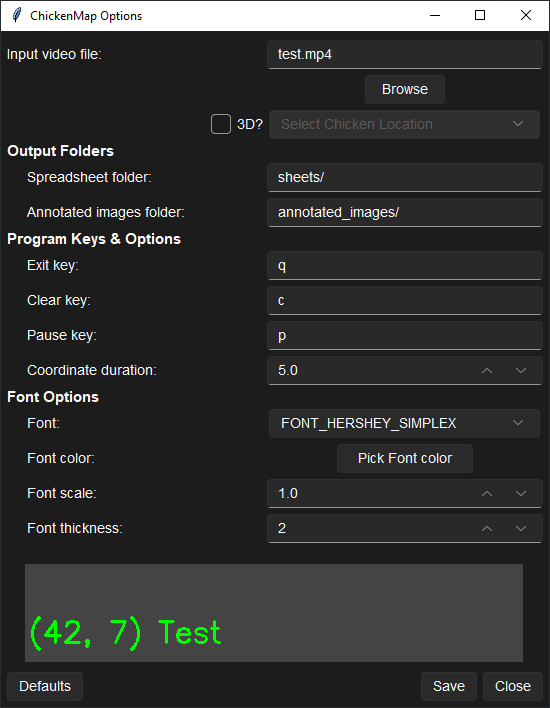 ChickenMap Options
Input video file: test.mp4
Browse
3D? Select Chicken Location
Output Folders
Spreadsheet folder: sheets/
Annotated images folder: annotated_images/
Program Keys & Options
Exit key: q
Clear key: c
Pause key: p
Coordinate duration: 5.0
Font Options
Font: FONT_HERSHEY_SIMPLEX
Font color: Pick Font color
Font scale: 1.0
Font thickness: 2
(42, 7) Test
Defaults Save Close